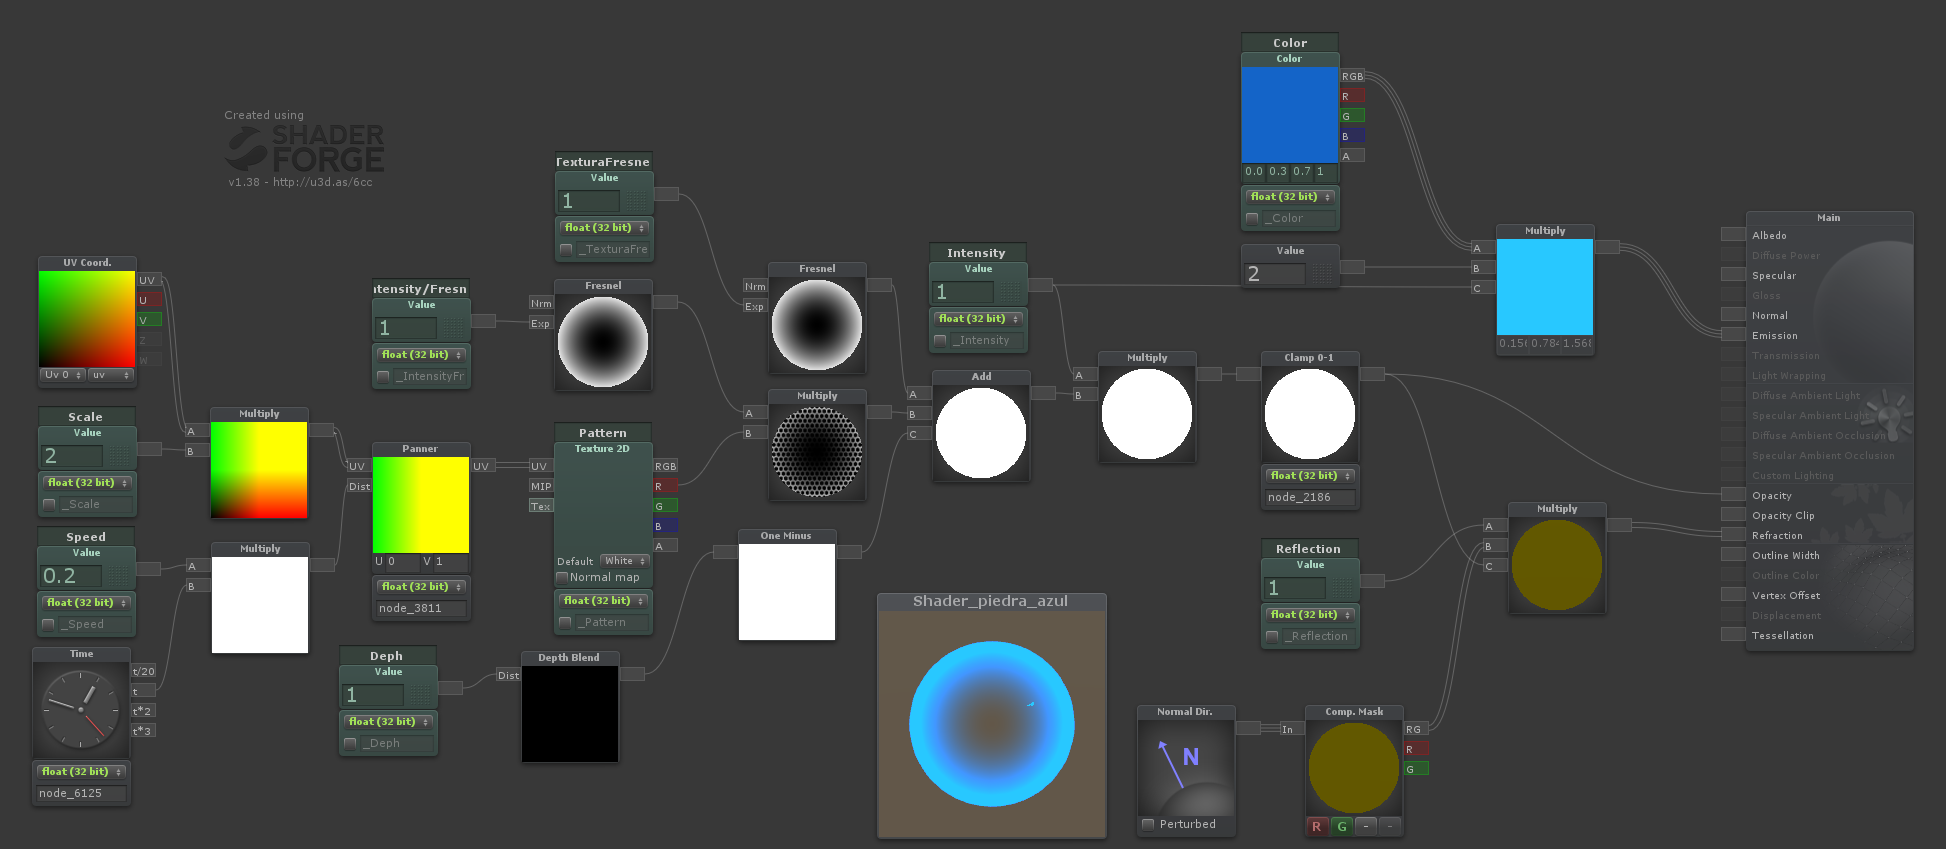 Created using
SHADER
FORGE
v1.38 - http://u3d.as/6cc
UV Coord.
UV
U
V
Z
W
Uv 0
uv
Scale
Value
2
float (32 bit)
_Scale
Speed
Value
0.2
float (32 bit)
_Speed
Time
t/20
t
t*2
t*3
float (32 bit)
node_6125
Multiply
A
B
Multiply
A
B
Panner
UV
UV
Dist
U 0
V 1
float (32 bit)
node_3811
Deph
Value
1
float (32 bit)
_Deph
ntensity/Fresn
Value
1
float (32 bit)
_IntensityFr
TexturaFresne
Value
1
float (32 bit)
_TexturaFre
Fresnel
Nrm
Exp
Pattern
Texture 2D
UV
MIP
Tex
RGB
R
G
B
A
Default
White
Normal map
float (32 bit)
_Pattern
Depth Blend
Dist
Fresnel
Nrm
Exp
Multiply
A
B
One Minus
Intensity
Value
1
float (32 bit)
_Intensity
Add
A
B
C
Shader_piedra_azul
Multiply
A
B
Clamp 0-1
float (32 bit)
node_2186
Color
Color
RGB
R
G
B
A
0.0
0.3
0.7
1
float (32 bit)
_Color
Value
2
Reflection
Value
1
float (32 bit)
_Reflection
Normal Dir.
N
Perturbed
Comp. Mask
In
RG
R
G
R
G
-
-
Multiply
A
B
C
0.156
0.784
1.568
Multiply
A
B
C
Main
Albedo
Diffuse Power
Specular
Gloss
Normal
Emission
Transmission
Light Wrapping
Diffuse Ambient Light
Specular Ambient Light
Diffuse Ambient Occlusion
Specular Ambient Occlusion
Custom Lighting
Opacity
Opacity Clip
Refraction
Outline Width
Outline Color
Vertex Offset
Displacement
Tessellation